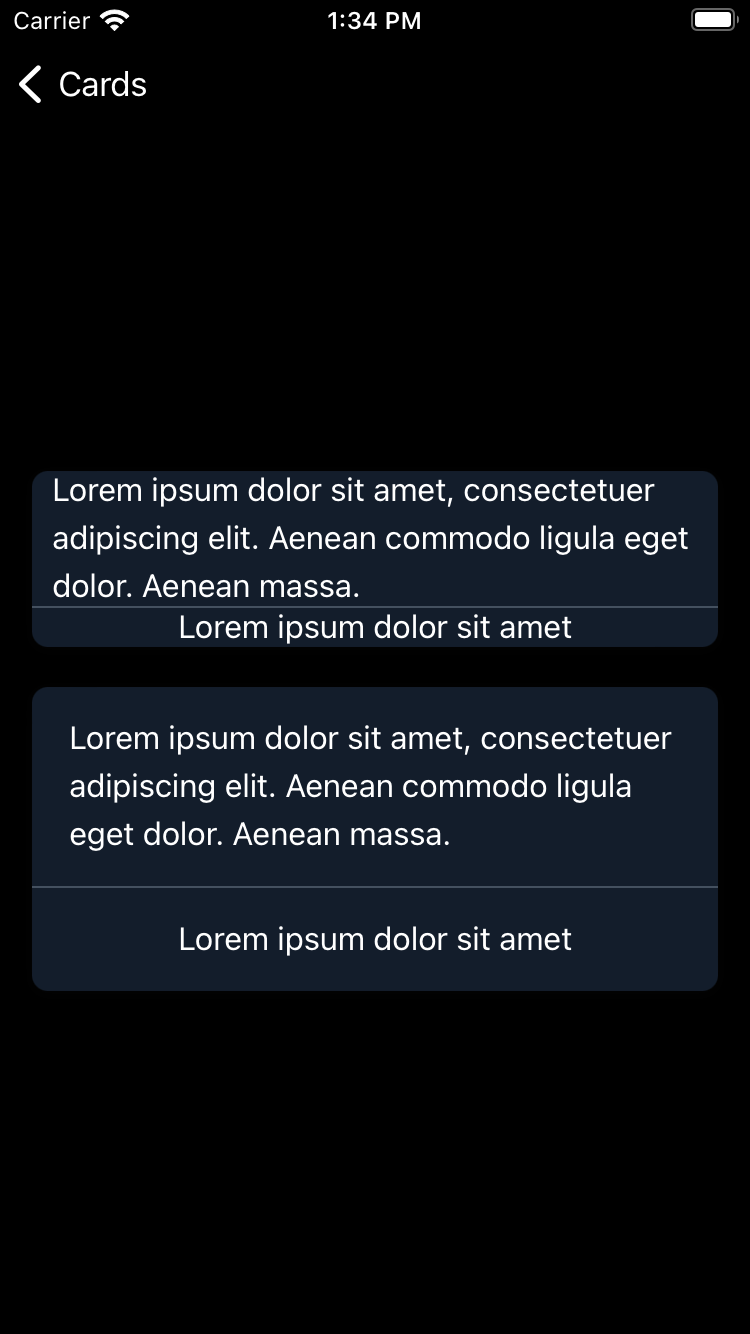 Carrier 1:34 PM
Cards
Lorem ipsum dolor sit amet, consectetuer
adipiscing elit. Aenean commodo ligula eget
dolor. Aenean massa.
Lorem ipsum dolor sit amet
Lorem ipsum dolor sit amet, consectetuer
adipiscing elit. Aenean commodo ligula
eget dolor. Aenean massa.
Lorem ipsum dolor sit amet